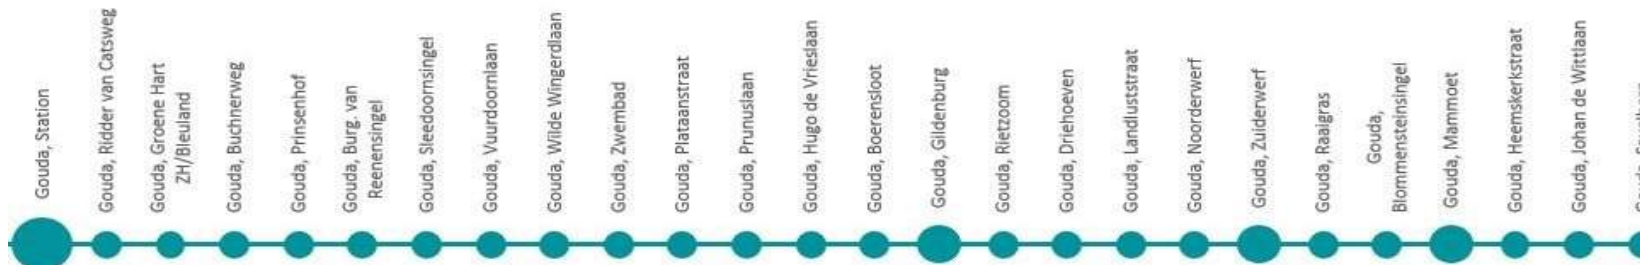 Gouda, Station
Gouda, Ridder van Catsweg
Gouda, Groene Hart
ZH/Bleuland
Gouda, Buchnerweg
Gouda, Prinsenhof
Gouda, Burg. van
Reenensingel
Gouda, Sleedoornsingel
Gouda, Vuurdoornlaan
Gouda, Wilde Wingerdlaan
Gouda, Zwembad
Gouda, Plataanstraat
Gouda, Prunuslaan
Gouda, Hugo de Vrieslaan
Gouda, Boerensloot
Gouda, Gildenburg
Gouda, Rietzoom
Gouda, Driehoeven
Gouda, Landluststraat
Gouda, Noorderwerf
Gouda, Zuiderwerf
Gouda, Raaigras
Gouda,
Blommensteinsingel
Gouda, Mammoet
Gouda, Heemskerkstraat
Gouda, Johan de Wittlaan